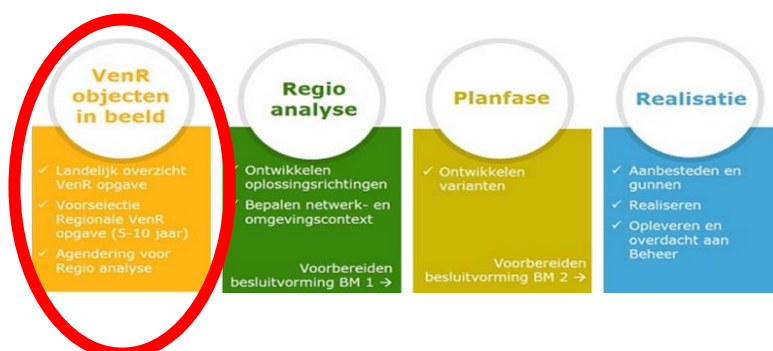 VenR
objecten
in beeld
✓ Landelijk overzicht
VenR opgave
✓ Voorselectie
Regionale VenR
opgave (5-10 jaar)
✓ Agendering voor
Regio analyse
Regio
analyse
✓ Ontwikkelen
oplossingsrichtingen
✓ Bepalen netwerk- en
omgevingscontext
Voorbereiden
besluitvorming BM 1 →
Planfase
✓ Ontwikkelen
varianten
Voorbereiden
besluitvorming BM 2 →
Realisatie
✓ Aanbesteden en
gunnen
✓ Realiseren
✓ Opleveren en
overdacht aan
Beheer